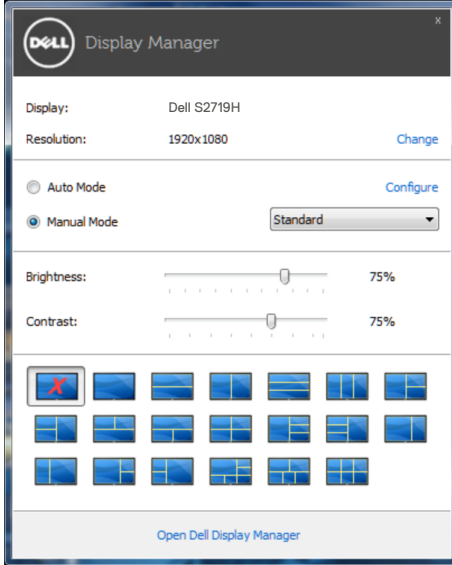 DELL Display Manager x
Display: Dell S2719H
Resolution: 1920x1080 Change
Auto Mode Configure
Manual Mode Standard
Brightness: 75%
Contrast: 75%
X
Open Dell Display Manager